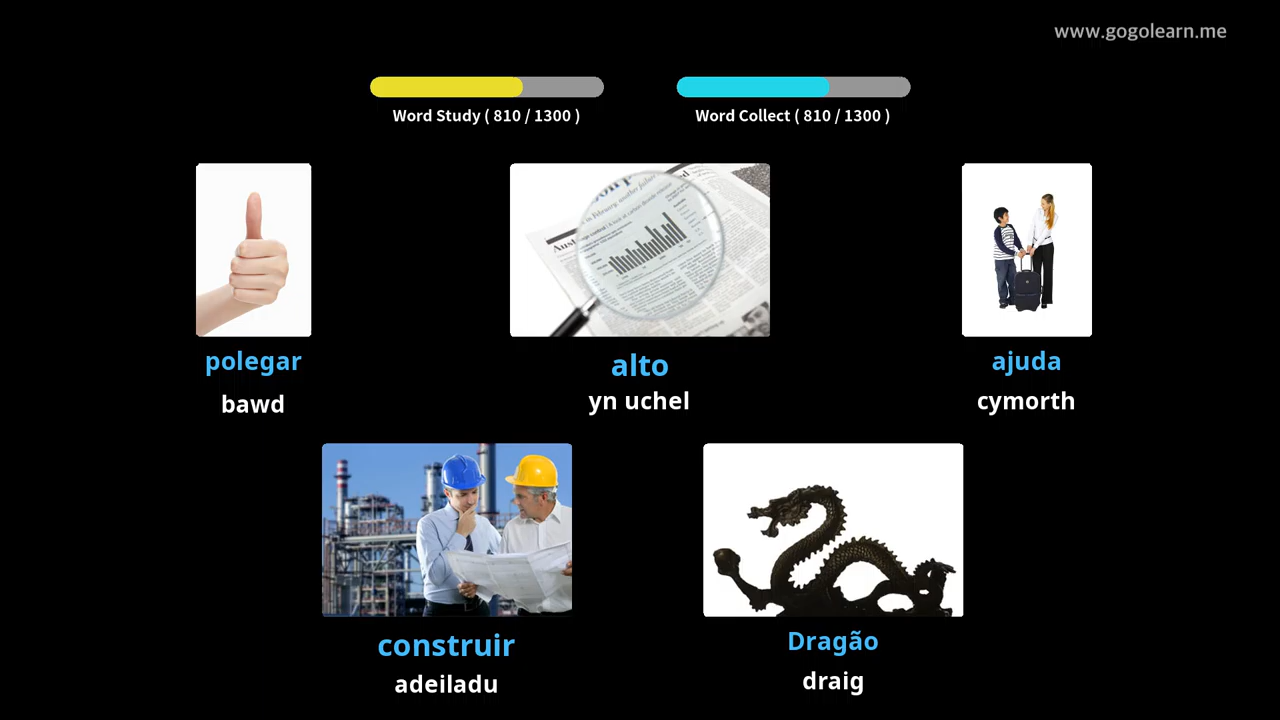 www.gogolearn.me
Word Study ( 810 / 1300 )
Word Collect ( 810 / 1300 )
polegar
bawd
alto
yn uchel
ajuda
cymorth
construir
adeiladu
Dragão
draig